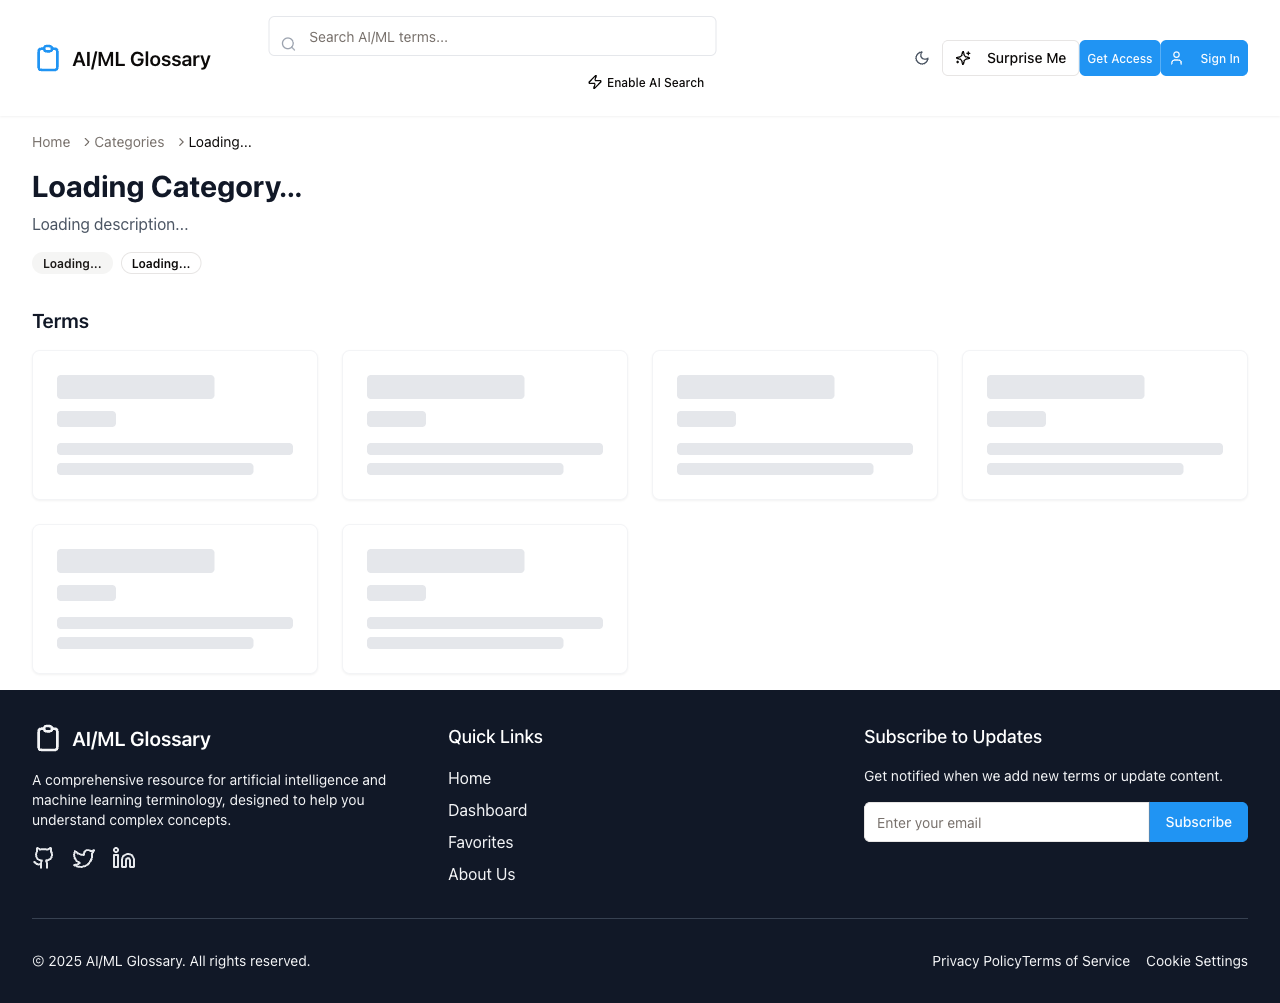 AI/ML Glossary
Search AI/ML terms...
Enable AI Search
Surprise Me
Get Access
Sign In
Home
Categories
Loading...
Loading Category...
Loading description...
Loading...
Loading...
Terms
AI/ML Glossary
A comprehensive resource for artificial intelligence and
machine learning terminology, designed to help you
understand complex concepts.
Quick Links
Home
Dashboard
Favorites
About Us
Subscribe to Updates
Get notified when we add new terms or update content.
Enter your email
Subscribe
© 2025 AI/ML Glossary. All rights reserved.
Privacy Policy
Terms of Service
Cookie Settings